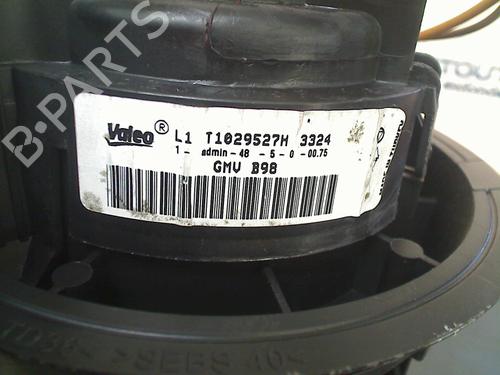 B-PARTS
Valeo® L1 T1029527H 3324
1- admin-48 -5-0-00.75
GMV B98